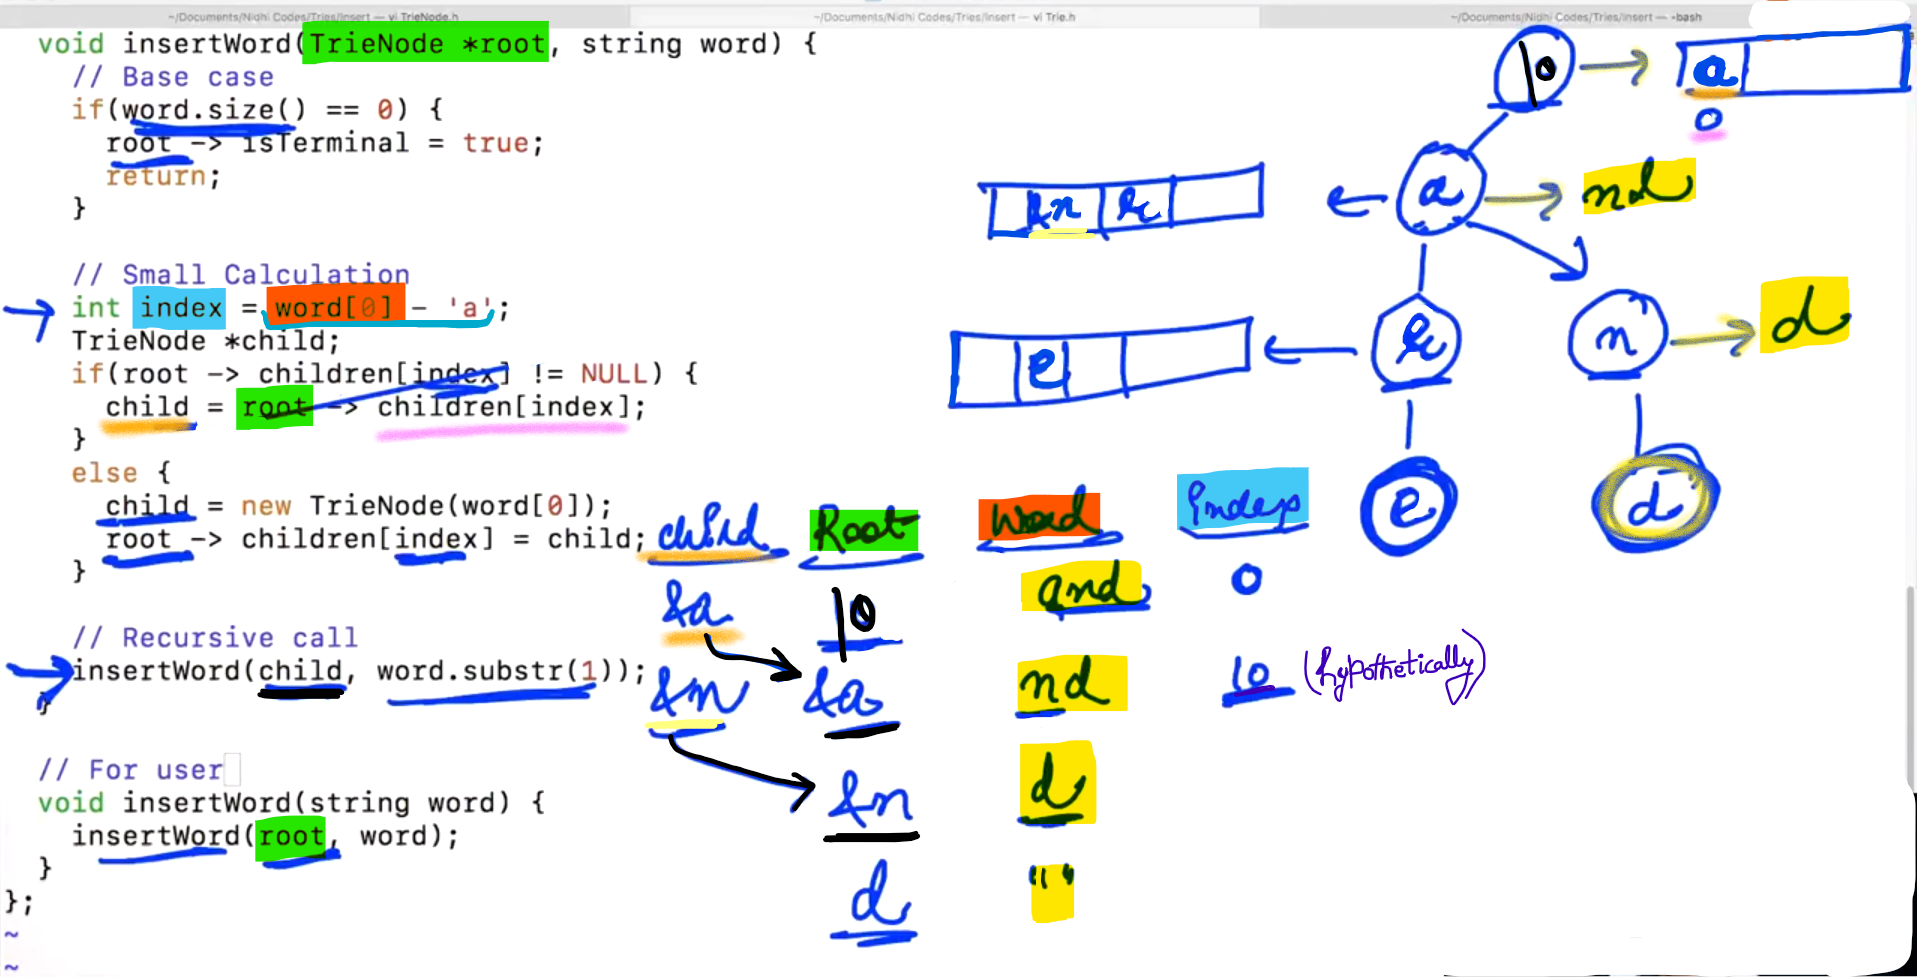 ~/Documents/Nidhi Codes/Tries/Insert — vi TrieNode.h
~/Documents/Nidhi Codes/Tries/Insert — vi Trie.h
~/Documents/Nidhi Codes/Tries/Insert — -bash
void insertWord(TrieNode *root, string word) {
// Base case
if(word.size() == 0) {
root -> isTerminal = true;
return;
}
// Small Calculation
int index = word[0] - 'a';
TrieNode *child;
if(root -> children[index] != NULL) {
child = root -> children[index];
}
else {
child = new TrieNode(word[0]);
root -> children[index] = child;
}
// Recursive call
insertWord(child, word.substr(1));
}
// For user
void insertWord(string word) {
insertWord(root, word);
}
};
~
~
\0 a
0
&n
a nd
e
n d
e d
child Root Word Index
&a \0 and 0
&n &a nd 10 (hypothetically)
&n d
d ""